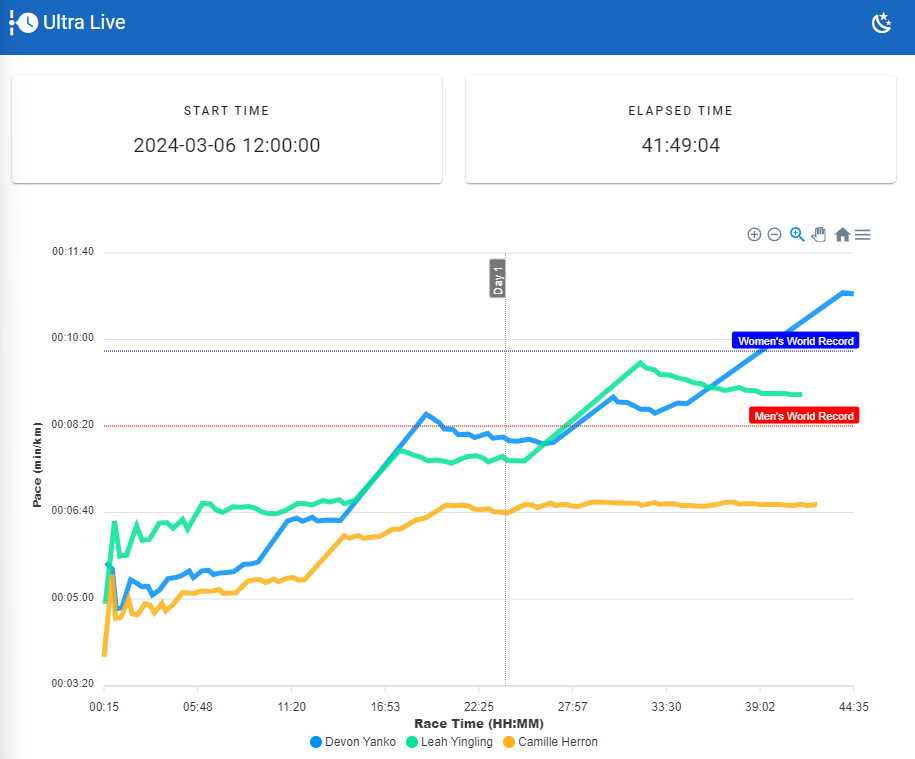 Ultra Live
START TIME
2024-03-06 12:00:00
ELAPSED TIME
41:49:04
00:11:40
00:10:00
00:08:20
00:06:40
00:05:00
00:03:20
Pace (min/km)
Day 1
Women's World Record
Men's World Record
00:15
05:48
11:20
16:53
22:25
27:57
33:30
39:02
44:35
Race Time (HH:MM)
Devon Yanko
Leah Yingling
Camille Herron